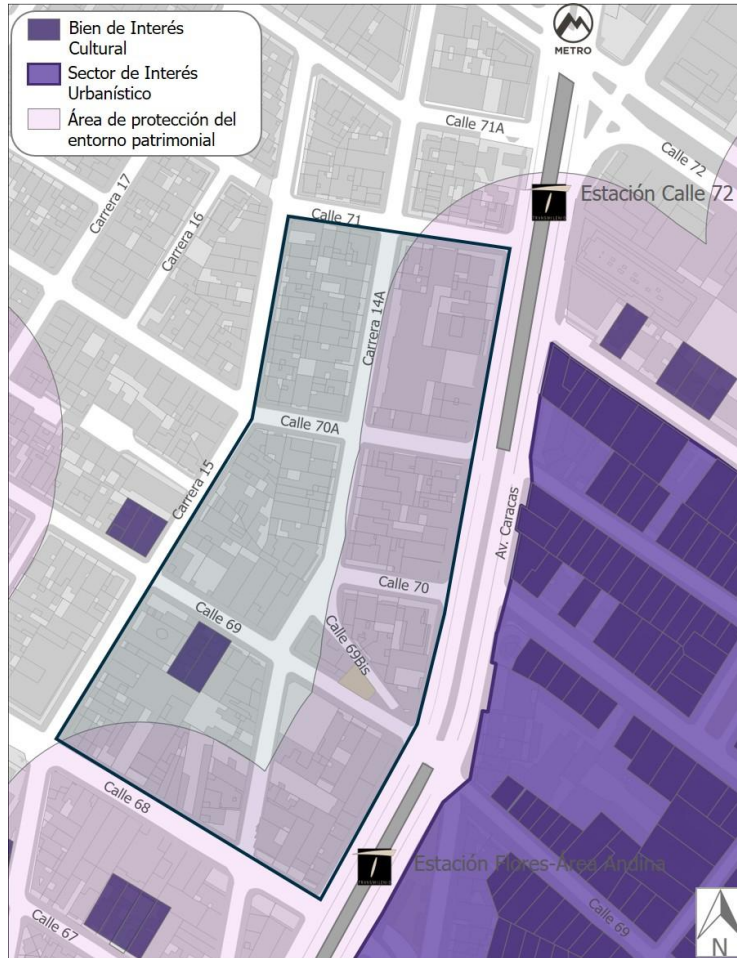 Bien de Interés
Cultural
Sector de Interés
Urbanístico
Área de protección del
entorno patrimonial
METRO
Calle 71A
Calle 72
Carrera 17
Carrera 16
Estación Calle 72
Calle 71
Carrera 14A
Calle 70A
Carrera 15
Av. Caracas
Calle 70
Calle 69
Calle 69Bis
Calle 68
Estación Flores-Área Andina
Calle 69
Calle 67
N